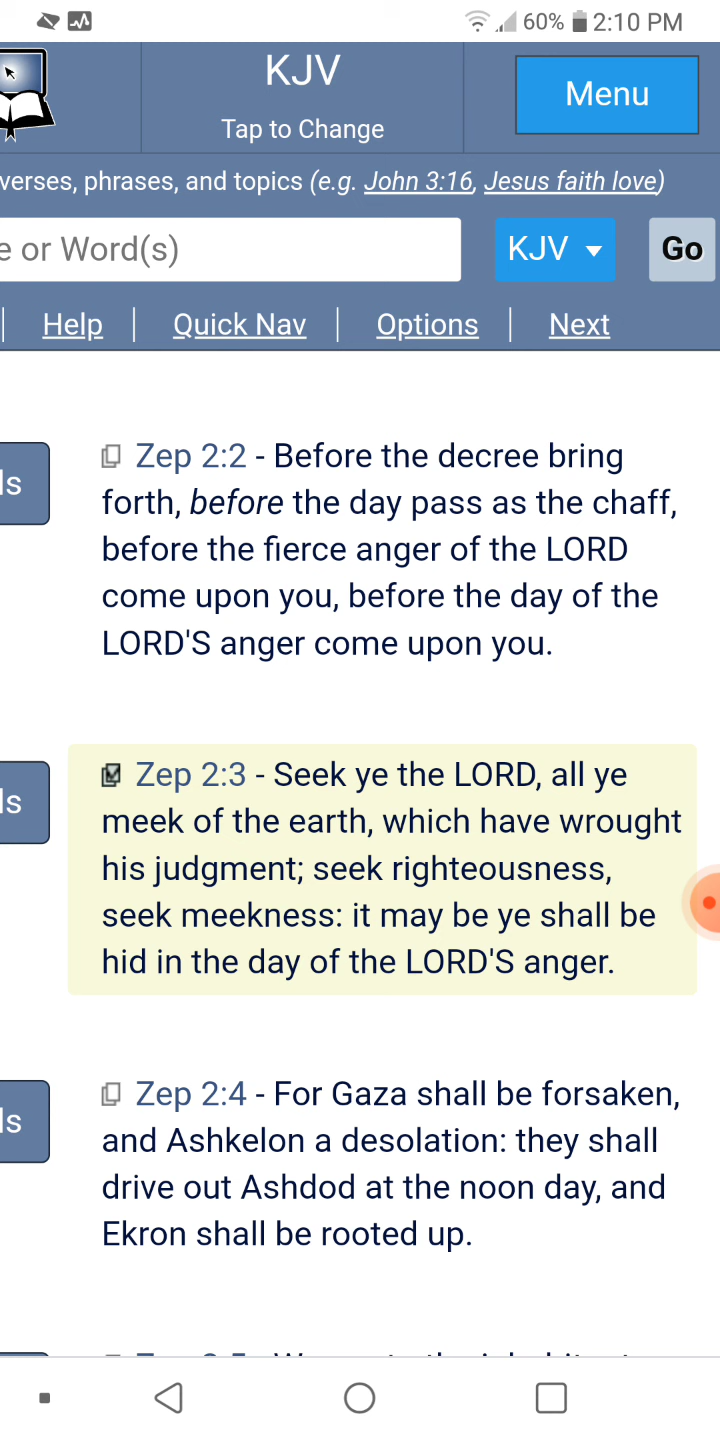 60% 2:10 PM
KJV
Menu
Tap to Change
verses, phrases, and topics (e.g. John 3:16, Jesus faith love)
e or Word(s)
KJV
Go
Help | Quick Nav | Options | Next
Zep 2:2 - Before the decree bring
forth, before the day pass as the chaff,
before the fierce anger of the LORD
come upon you, before the day of the
LORD'S anger come upon you.
ls
Zep 2:3 - Seek ye the LORD, all ye
meek of the earth, which have wrought
his judgment; seek righteousness,
seek meekness: it may be ye shall be
hid in the day of the LORD'S anger.
ls
Zep 2:4 - For Gaza shall be forsaken,
and Ashkelon a desolation: they shall
drive out Ashdod at the noon day, and
Ekron shall be rooted up.
ls